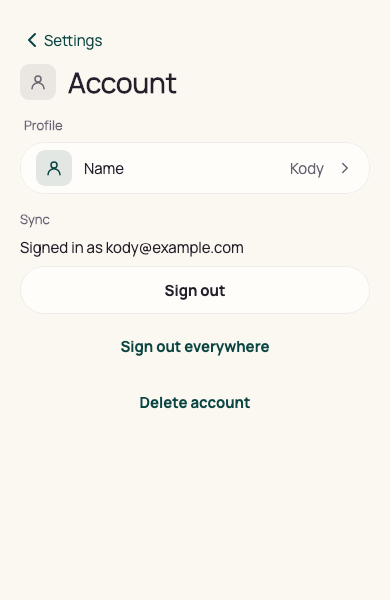 Settings
Account
Profile
Name
Kody
Sync
Signed in as kody@example.com
Sign out
Sign out everywhere
Delete account